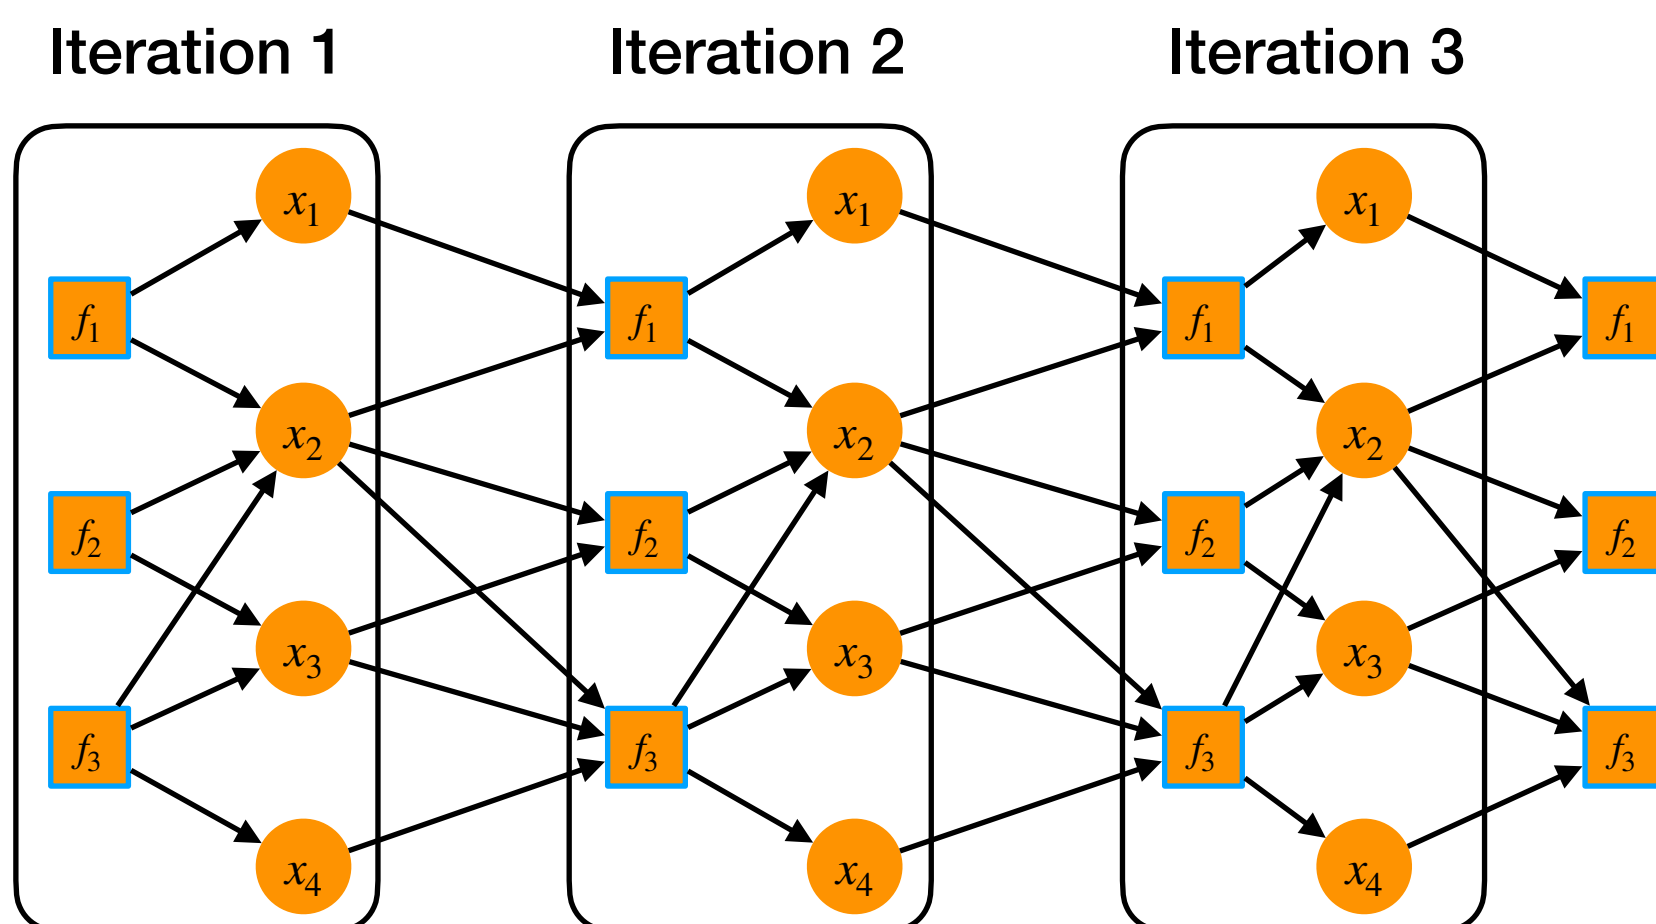 Iteration 1 Iteration 2 Iteration 3
x₁ x₁ x₁
f₁ f₁ f₁ f₁
x₂ x₂ x₂
f₂ f₂ f₂ f₂
x₃ x₃ x₃
f₃ f₃ f₃ f₃
x₄ x₄ x₄